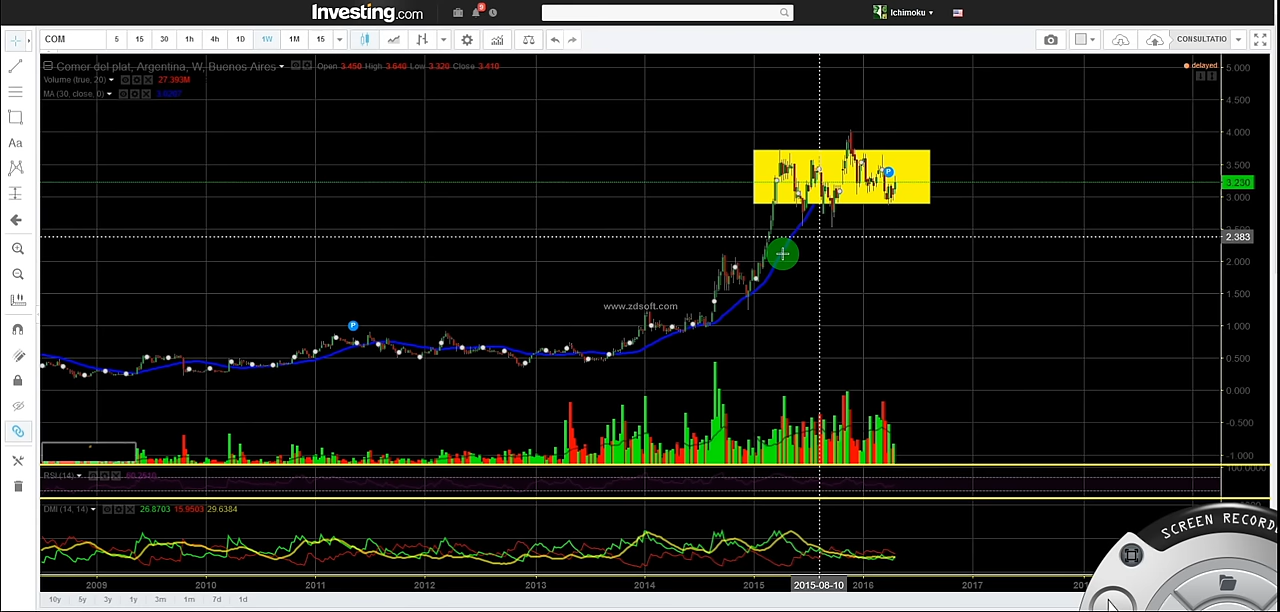 Investing.com
9
Ichimoku
COM 5 15 30 1h 4h 1D 1W 1M 15 CONSULTATIO
Comer del plat, Argentina, W, Buenos Aires Open 3.450 High 3.640 Low 3.320 Close 3.410
delayed
Volume (true, 20) 27.393M
MA (30, close, 0)
Aa
5.000
4.500
4.000
3.500
3.230
3.000
2.383
2.000
1.500
1.000
0.500
0.000
-0.500
-1.000
P
P
www.zdsoft.com
RSI (14)
100.0000
DMI (14, 14) 26.8703 15.9503 29.6384
SCREEN RECORD
2009 2010 2011 2012 2013 2014 2015 2015-08-10 2016 2017
10y 5y 3y 1y 3m 1m 7d 1d